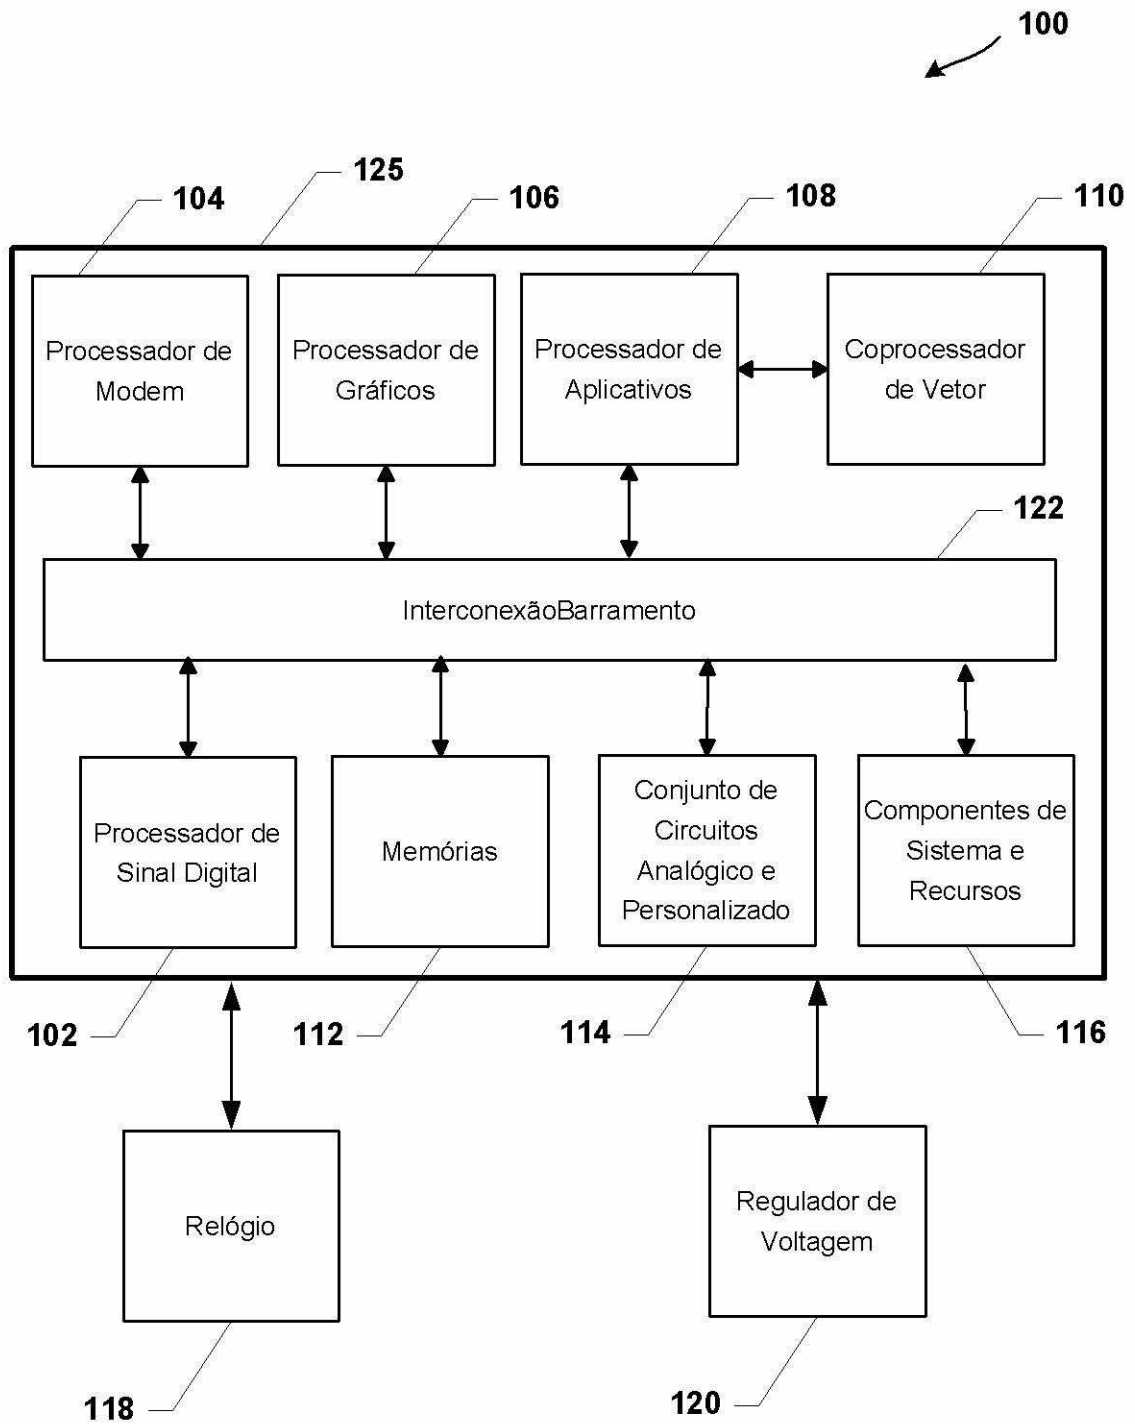 100
125
104
106
108
110
Processador de
Modem
Processador de
Gráficos
Processador de
Aplicativos
Coprocessador
de Vetor
122
InterconexãoBarramento
Processador de
Sinal Digital
Memórias
Conjunto de
Circuitos
Analógico e
Personalizado
Componentes de
Sistema e
Recursos
102
112
114
116
Relógio
Regulador de
Voltagem
118
120